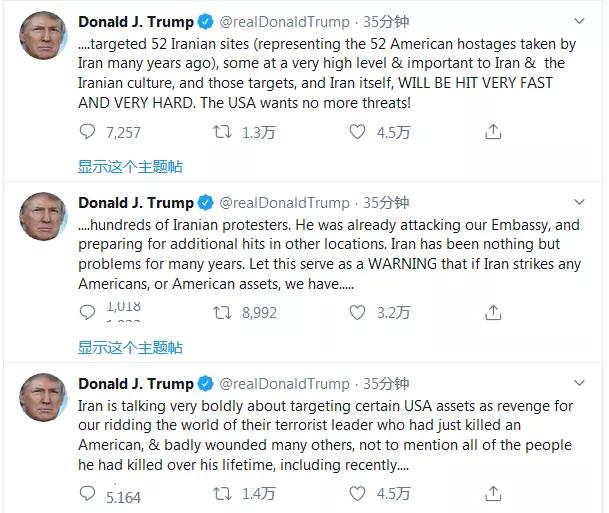 Donald J. Trump @realDonaldTrump · 35分钟
....targeted 52 Iranian sites (representing the 52 American hostages taken by
Iran many years ago), some at a very high level & important to Iran & the
Iranian culture, and those targets, and Iran itself, WILL BE HIT VERY FAST
AND VERY HARD. The USA wants no more threats!
7,257 1.3万 4.5万
显示这个主题帖
Donald J. Trump @realDonaldTrump · 35分钟
....hundreds of Iranian protesters. He was already attacking our Embassy, and
preparing for additional hits in other locations. Iran has been nothing but
problems for many years. Let this serve as a WARNING that if Iran strikes any
Americans, or American assets, we have.....
1,018 8,992 3.2万
显示这个主题帖
Donald J. Trump @realDonaldTrump · 35分钟
Iran is talking very boldly about targeting certain USA assets as revenge for
our ridding the world of their terrorist leader who had just killed an
American, & badly wounded many others, not to mention all of the people
he had killed over his lifetime, including recently....
5.164 1.4万 4.5万